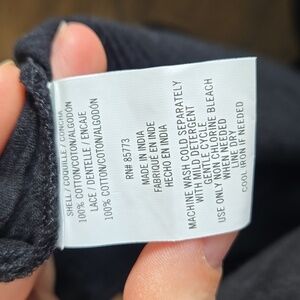 SHELL / COQUILLE / CONCHA
100% COTTON/COTON/ALGODON
LACE / DENTELLE / ENCAJE
100% COTTON/COTON/ALGODON
RN# 85773
MADE IN INDIA
FABRIQUÉ EN INDE
HECHO EN INDIA
MACHINE WASH COLD SEPARATELY
WITH MILD DETERGENT
GENTLE CYCLE
USE ONLY NON CHLORINE BLEACH
WHEN NEEDED
LINE DRY
COOL IRON IF NEEDED